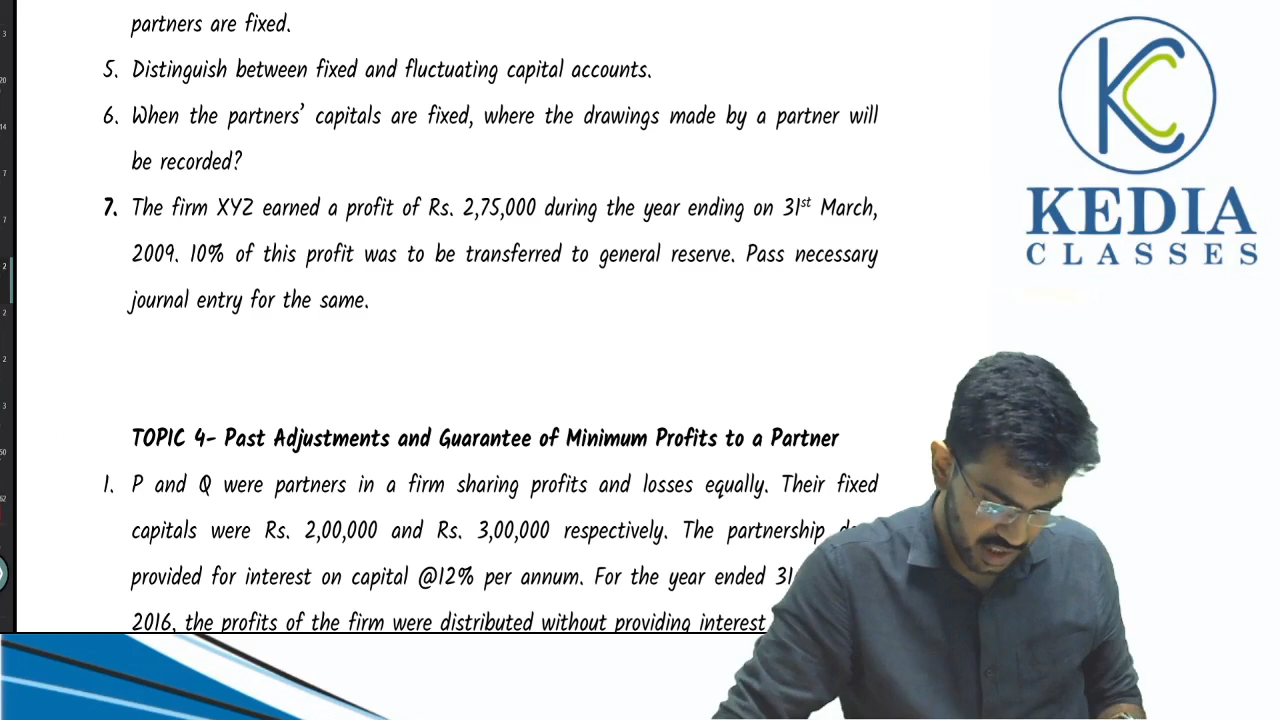 partners are fixed.
5. Distinguish between fixed and fluctuating capital accounts.
6. When the partners' capitals are fixed, where the drawings made by a partner will
be recorded?
7. The firm XYZ earned a profit of Rs. 2,75,000 during the year ending on 31st March,
2009. 10% of this profit was to be transferred to general reserve. Pass necessary
journal entry for the same.
TOPIC 4- Past Adjustments and Guarantee of Minimum Profits to a Partner
1. P and Q were partners in a firm sharing profits and losses equally. Their fixed
capitals were Rs. 2,00,000 and Rs. 3,00,000 respectively. The partnership
provided for interest on capital @12% per annum. For the year ended 31
2016, the profits of the firm were distributed without providing interest
KC
KEDIA
CLASSES